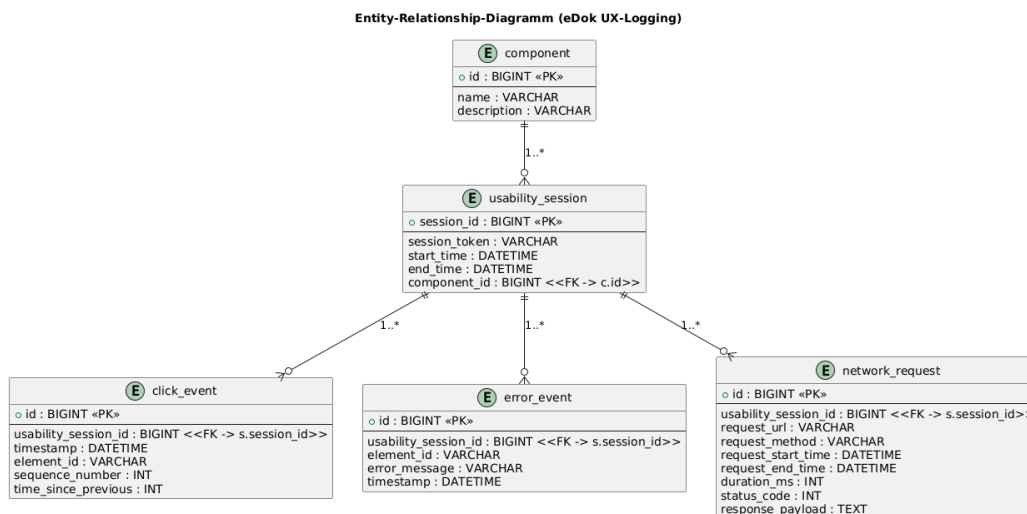 Entity-Relationship-Diagramm (eDok UX-Logging)
E component
id : BIGINT «PK»
name : VARCHAR
description : VARCHAR
1..*
E usability_session
session_id : BIGINT «PK»
session_token : VARCHAR
start_time : DATETIME
end_time : DATETIME
component_id : BIGINT <<FK -> c.id>>
1..*
1..*
1..*
E click_event
id : BIGINT «PK»
usability_session_id : BIGINT <<FK -> s.session_id>>
timestamp : DATETIME
element_id : VARCHAR
sequence_number : INT
time_since_previous : INT
E error_event
id : BIGINT «PK»
usability_session_id : BIGINT <<FK -> s.session_id>>
element_id : VARCHAR
error_message : VARCHAR
timestamp : DATETIME
E network_request
id : BIGINT «PK»
usability_session_id : BIGINT <<FK -> s.session_id>
request_url : VARCHAR
request_method : VARCHAR
request_start_time : DATETIME
request_end_time : DATETIME
duration_ms : INT
status_code : INT
response_payload : TEXT